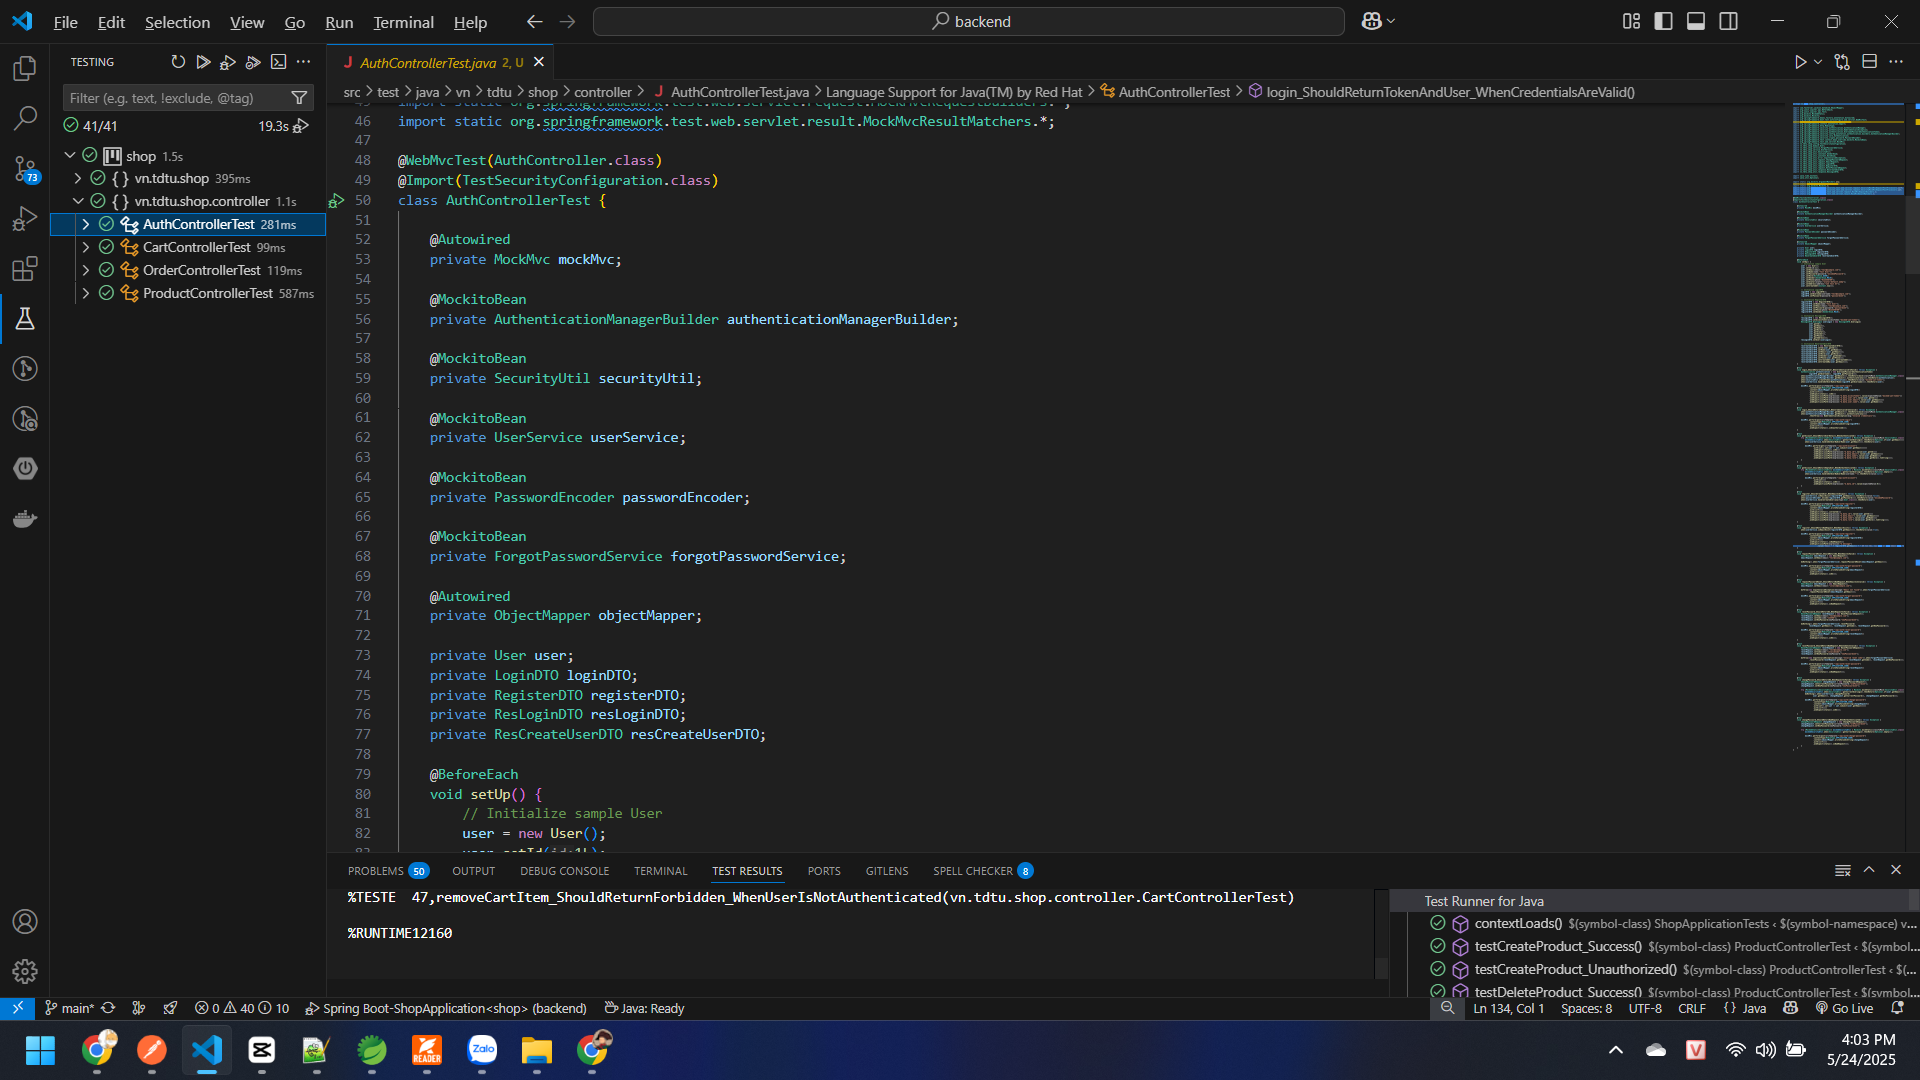 File Edit Selection View Go Run Terminal Help
backend
TESTING
Filter (e.g. text, !exclude, @tag)
41/41 19.3s
shop 1.5s
{} vn.tdtu.shop 395ms
{} vn.tdtu.shop.controller 1.1s
AuthControllerTest 281ms
CartControllerTest 99ms
OrderControllerTest 119ms
ProductControllerTest 587ms
73
J AuthControllerTest.java 2, U
src > test > java > vn > tdtu > shop > controller > J AuthControllerTest.java > Language Support for Java(TM) by Red Hat > AuthControllerTest > login_ShouldReturnTokenAndUser_WhenCredentialsAreValid()
46 import static org.springframework.test.web.servlet.result.MockMvcResultMatchers.*;
47
48 @WebMvcTest(AuthController.class)
49 @Import(TestSecurityConfiguration.class)
50 class AuthControllerTest {
51
52 @Autowired
53 private MockMvc mockMvc;
54
55 @MockitoBean
56 private AuthenticationManagerBuilder authenticationManagerBuilder;
57
58 @MockitoBean
59 private SecurityUtil securityUtil;
60
61 @MockitoBean
62 private UserService userService;
63
64 @MockitoBean
65 private PasswordEncoder passwordEncoder;
66
67 @MockitoBean
68 private ForgotPasswordService forgotPasswordService;
69
70 @Autowired
71 private ObjectMapper objectMapper;
72
73 private User user;
74 private LoginDTO loginDTO;
75 private RegisterDTO registerDTO;
76 private ResLoginDTO resLoginDTO;
77 private ResCreateUserDTO resCreateUserDTO;
78
79 @BeforeEach
80 void setUp() {
81 // Initialize sample User
82 user = new User();
PROBLEMS 50 OUTPUT DEBUG CONSOLE TERMINAL TEST RESULTS PORTS GITLENS SPELL CHECKER 8
%TESTE 47,removeCartItem_ShouldReturnForbidden_WhenUserIsNotAuthenticated(vn.tdtu.shop.controller.CartControllerTest)
%RUNTIME12160
Test Runner for Java
contextLoads() $(symbol-class) ShopApplicationTests < $(symbol-namespace) v...
testCreateProduct_Success() $(symbol-class) ProductControllerTest < $(symbol...
testCreateProduct_Unauthorized() $(symbol-class) ProductControllerTest < $(...
testDeleteProduct_Success() $(symbol-class) ProductControllerTest < $(symbol...
main* 0 40 10 Spring Boot-ShopApplication<shop> (backend) Java: Ready
Ln 134, Col 1 Spaces: 8 UTF-8 CRLF {} Java Go Live
READER
Zalo
V
4:03 PM
5/24/2025